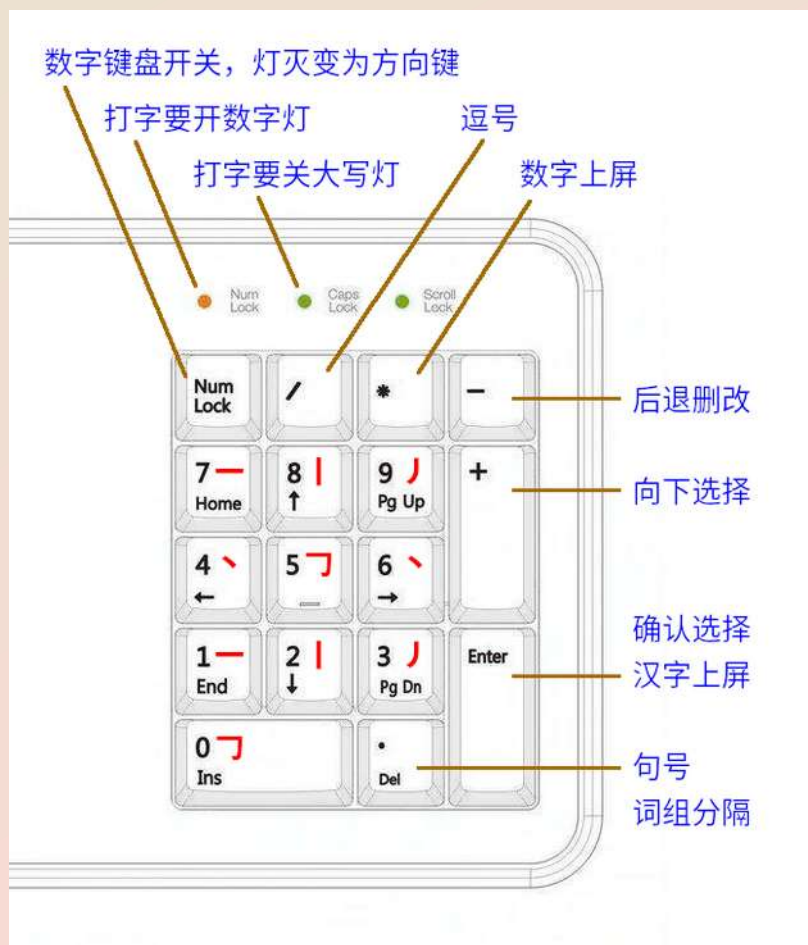 数字键盘开关，灯灭变为方向键
打字要开数字灯
逗号
打字要关大写灯
数字上屏
Num
Lock
Caps
Lock
Scroll
Lock
Num
Lock
/
*
-
后退删改
7 一
Home
8 丨
↑
9 丿
Pg Up
+
向下选择
4 丶
←
5 ㇆
6 丶
→
1 一
End
2 丨
↓
3 丿
Pg Dn
Enter
确认选择
汉字上屏
0 ㇆
Ins
.
Del
句号
词组分隔